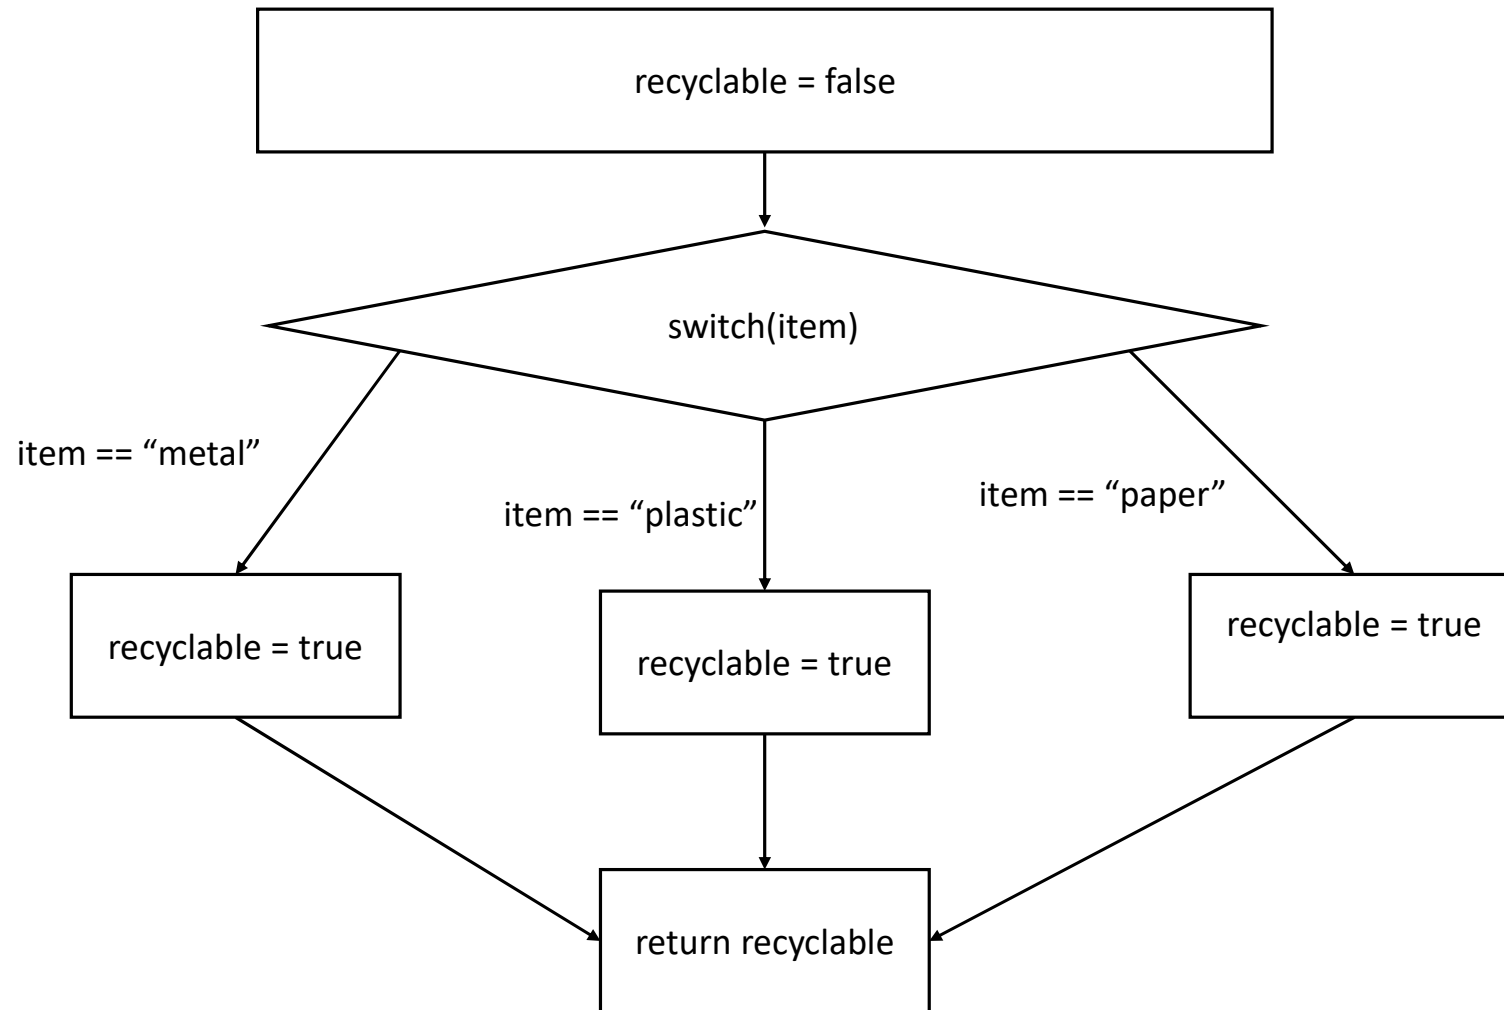 recyclable = false
switch(item)
item == “metal”
item == “plastic”
item == “paper”
recyclable = true
recyclable = true
recyclable = true
return recyclable